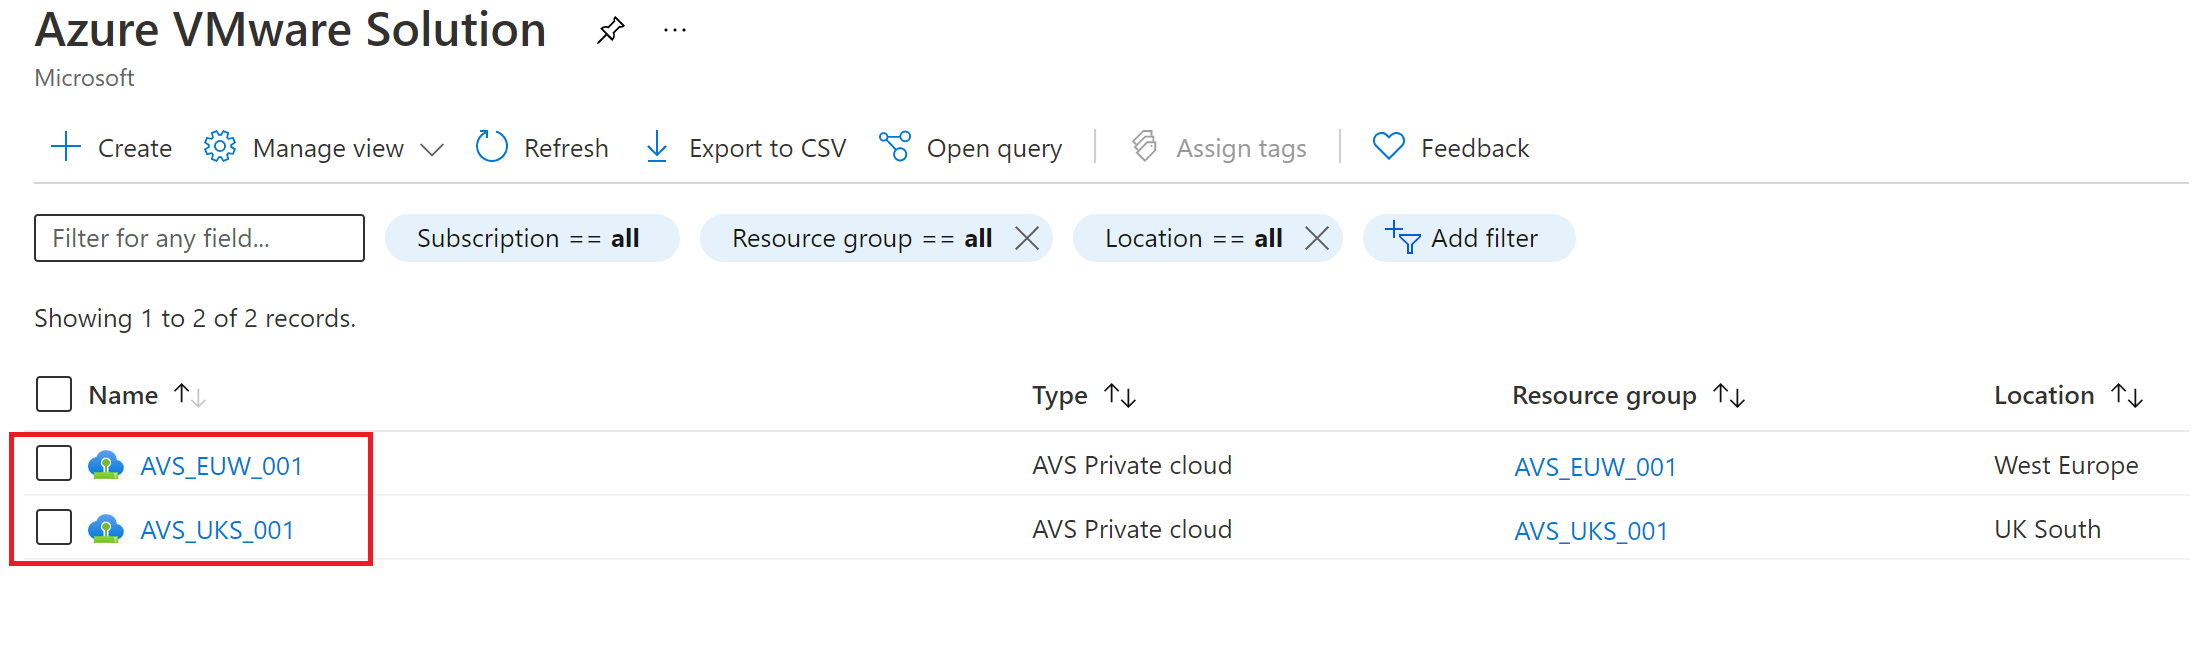 Azure VMware Solution ...
Microsoft
Create Manage view Refresh Export to CSV Open query Assign tags Feedback
Filter for any field... Subscription == all Resource group == all Location == all Add filter
Showing 1 to 2 of 2 records.
Name Type Resource group Location
AVS_EUW_001 AVS Private cloud AVS_EUW_001 West Europe
AVS_UKS_001 AVS Private cloud AVS_UKS_001 UK South